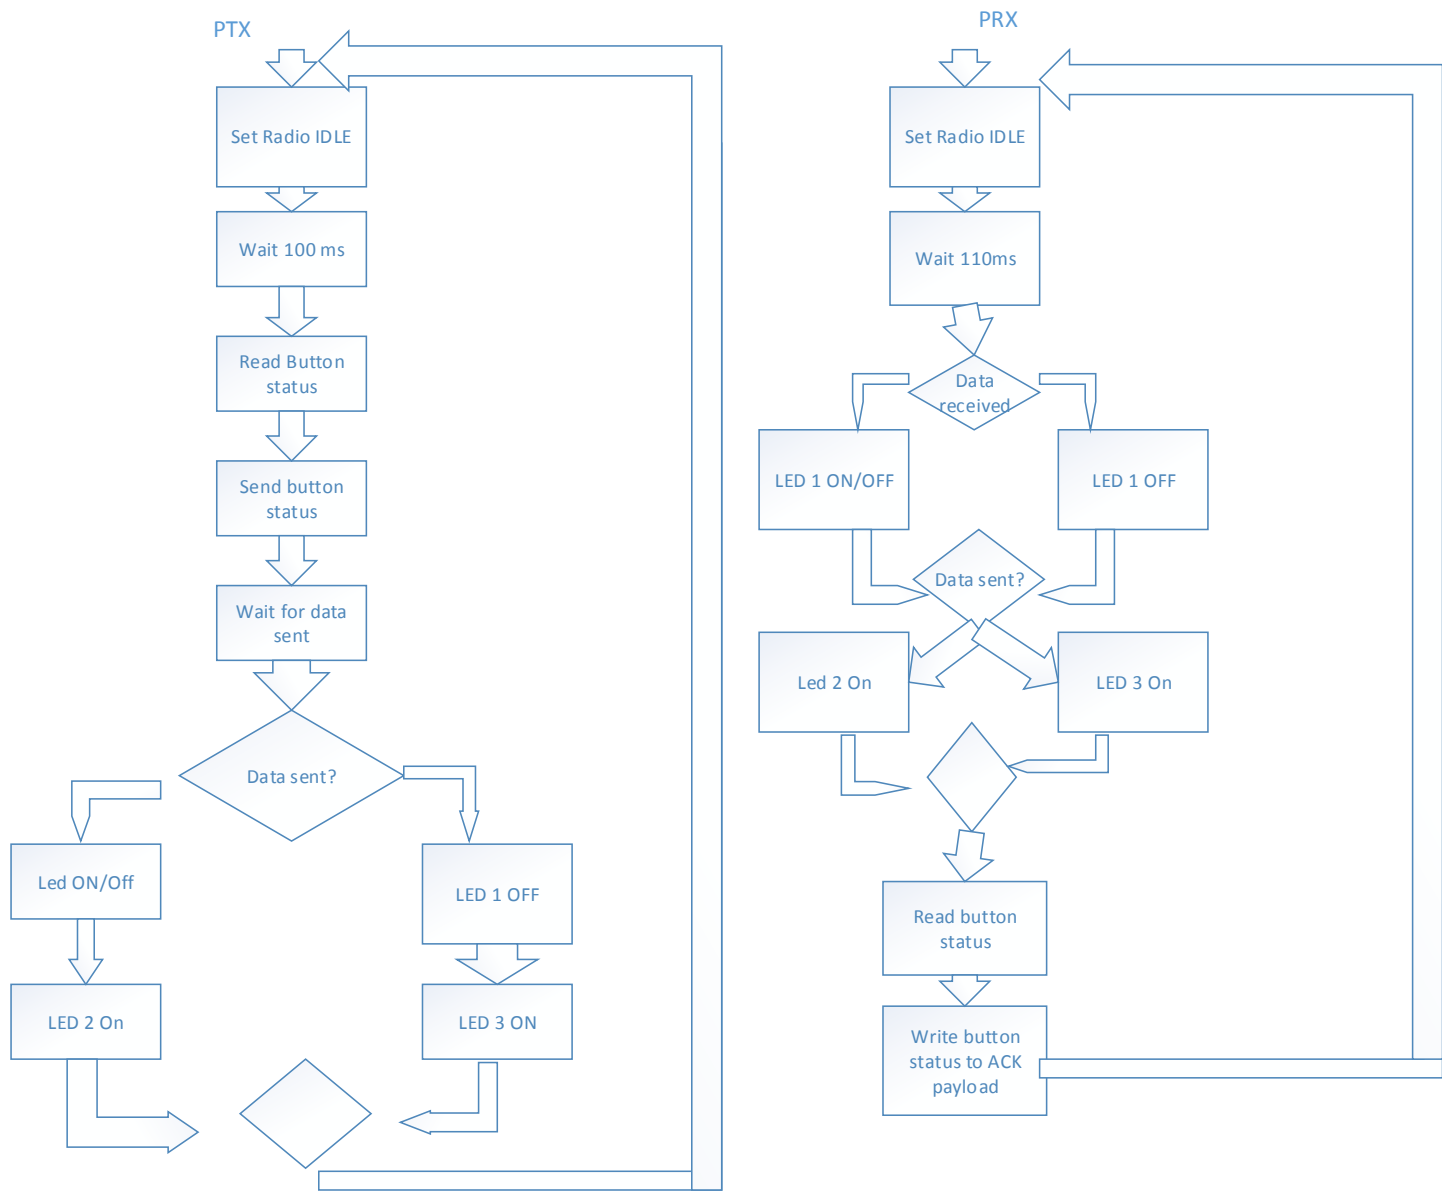 PTX
Set Radio IDLE
Wait 100 ms
Read Button
status
Send button
status
Wait for data
sent
Data sent?
Led ON/Off
LED 1 OFF
LED 2 On
LED 3 ON
PRX
Set Radio IDLE
Wait 110ms
Data
received
LED 1 ON/OFF
LED 1 OFF
Data sent?
Led 2 On
LED 3 On
Read button
status
Write button
status to ACK
payload